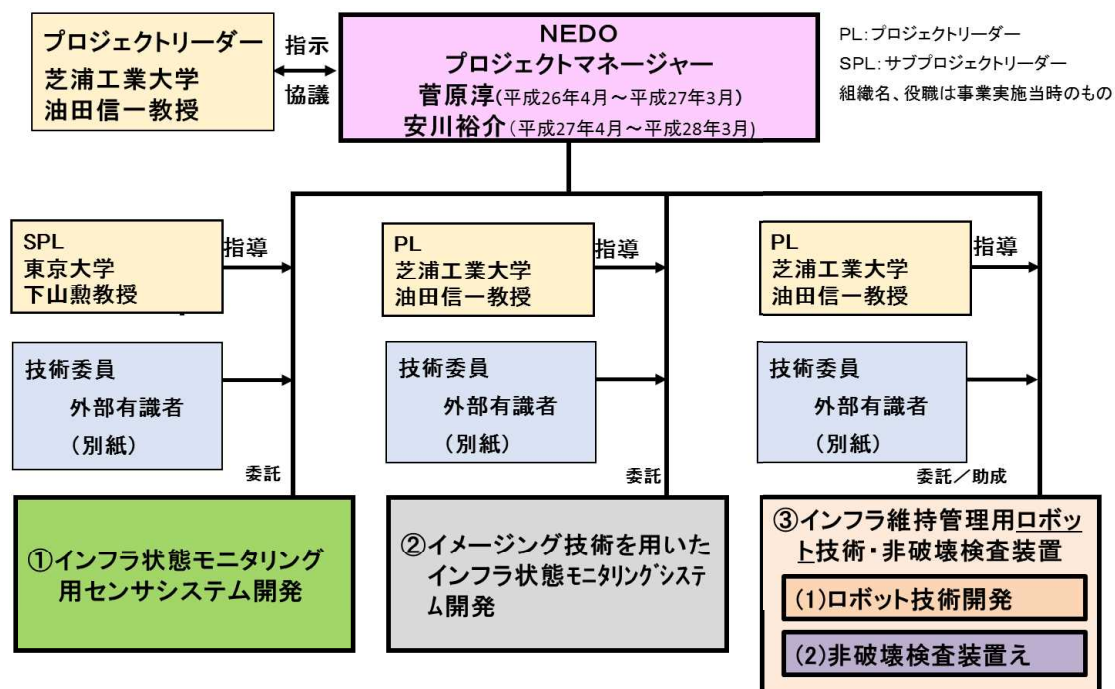 プロジェクトリーダー
芝浦工業大学
油田信一教授
指示
協議
NEDO
プロジェクトマネージャー
菅原淳(平成26年4月～平成27年3月)
安川裕介(平成27年4月～平成28年3月)
PL:プロジェクトリーダー
SPL:サブプロジェクトリーダー
組織名、役職は事業実施当時のもの
SPL
東京大学
下山勲教授
指導
技術委員
外部有識者
(別紙)
委託
①インフラ状態モニタリング
用センサシステム開発
PL
芝浦工業大学
油田信一教授
指導
技術委員
外部有識者
(別紙)
委託
②イメージング技術を用いた
インフラ状態モニタリングシステ
ム開発
PL
芝浦工業大学
油田信一教授
指導
技術委員
外部有識者
(別紙)
委託／助成
③インフラ維持管理用ロボッ
ト技術・非破壊検査装置
(1)ロボット技術開発
(2)非破壊検査装置え